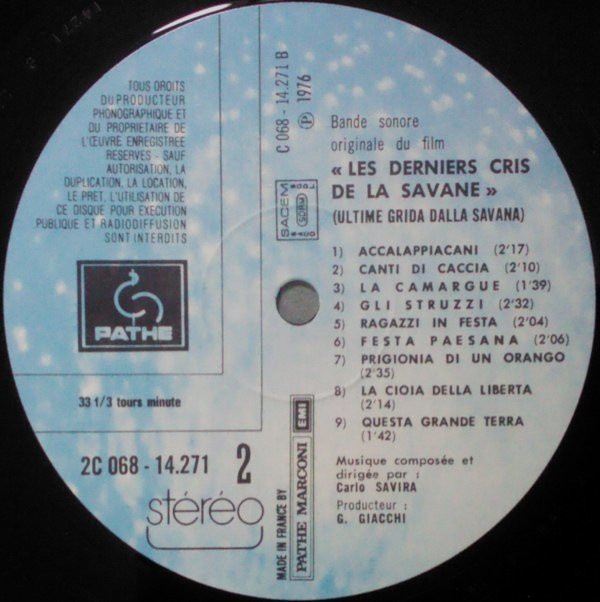 TOUS DROITS
DU PRODUCTEUR
PHONOGRAPHIQUE ET
DU PROPRIETAIRE DE
L'ŒUVRE ENREGISTREE
RESERVES - SAUF
AUTORISATION, LA
DUPLICATION, LA LOCATION,
LE PRET, L'UTILISATION DE
CE DISQUE POUR EXECUTION
PUBLIQUE ET RADIODIFFUSION
SONT INTERDITS
PATHE
33 1/3 tours minute
2C 068 - 14.271 2
stéréo
C 068 - 14.271 B
Ⓟ 1976
SACEM
SDRM
MADE IN FRANCE BY
PATHE MARCONI EMI
Bande sonore
originale du film
« LES DERNIERS CRIS
DE LA SAVANE »
(ULTIME GRIDA DALLA SAVANA)
1) ACCALAPPIACANI (2'17)
2) CANTI DI CACCIA (2'10)
3) LA CAMARGUE (1'39)
4) GLI STRUZZI (2'32)
5) RAGAZZI IN FESTA (2'04)
6) FESTA PAESANA (2'06)
7) PRIGIONIA DI UN ORANGO
(2'35)
8) LA CIOIA DELLA LIBERTA
(2'14)
9) QUESTA GRANDE TERRA
(1'42)
Musique composée et
dirigée par :
Carlo SAVIRA
Producteur :
G. GIACCHI